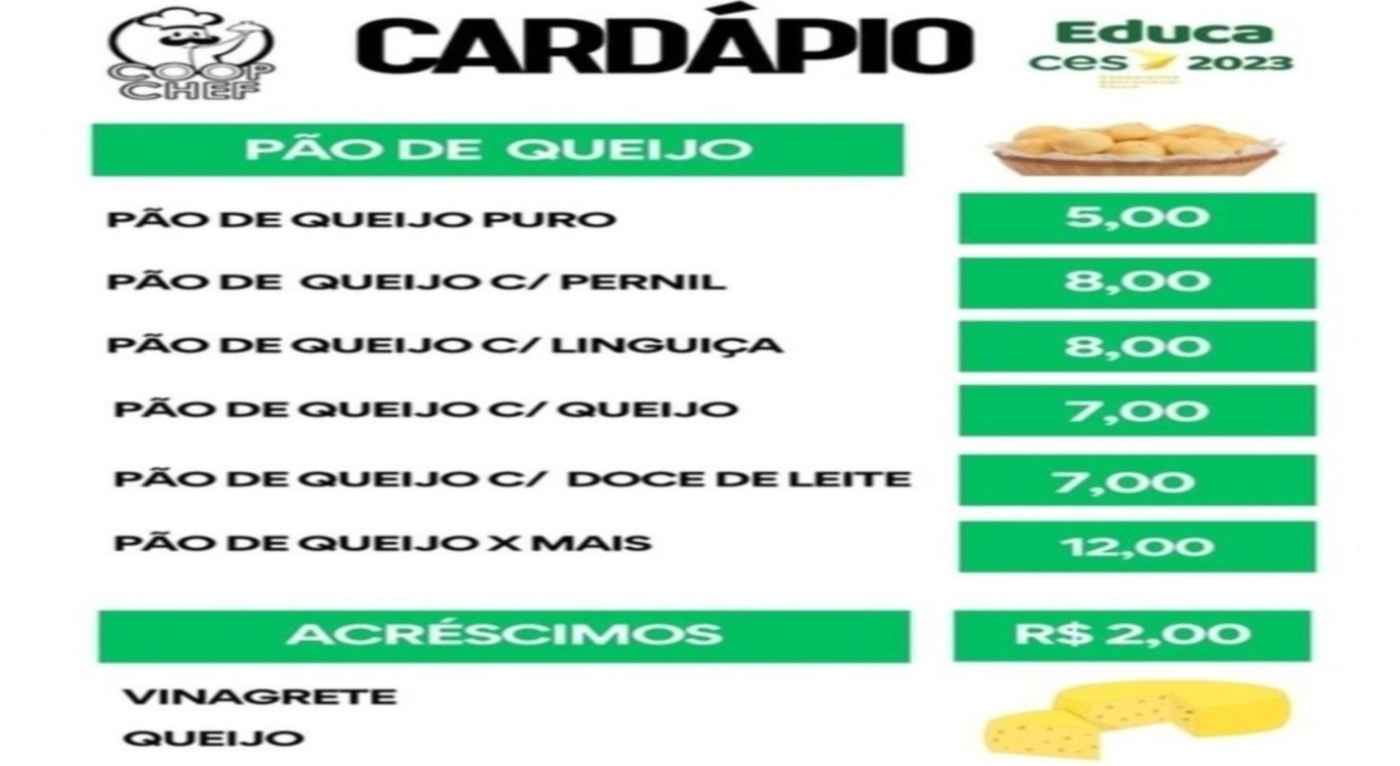 COOP CHEF
CARDÁPIO
Educa
ces 2023
PÃO DE QUEIJO
PÃO DE QUEIJO PURO 5,00
PÃO DE QUEIJO C/ PERNIL 8,00
PÃO DE QUEIJO C/ LINGUIÇA 8,00
PÃO DE QUEIJO C/ QUEIJO 7,00
PÃO DE QUEIJO C/ DOCE DE LEITE 7,00
PÃO DE QUEIJO X MAIS 12,00
ACRÉSCIMOS R$ 2,00
VINAGRETE
QUEIJO